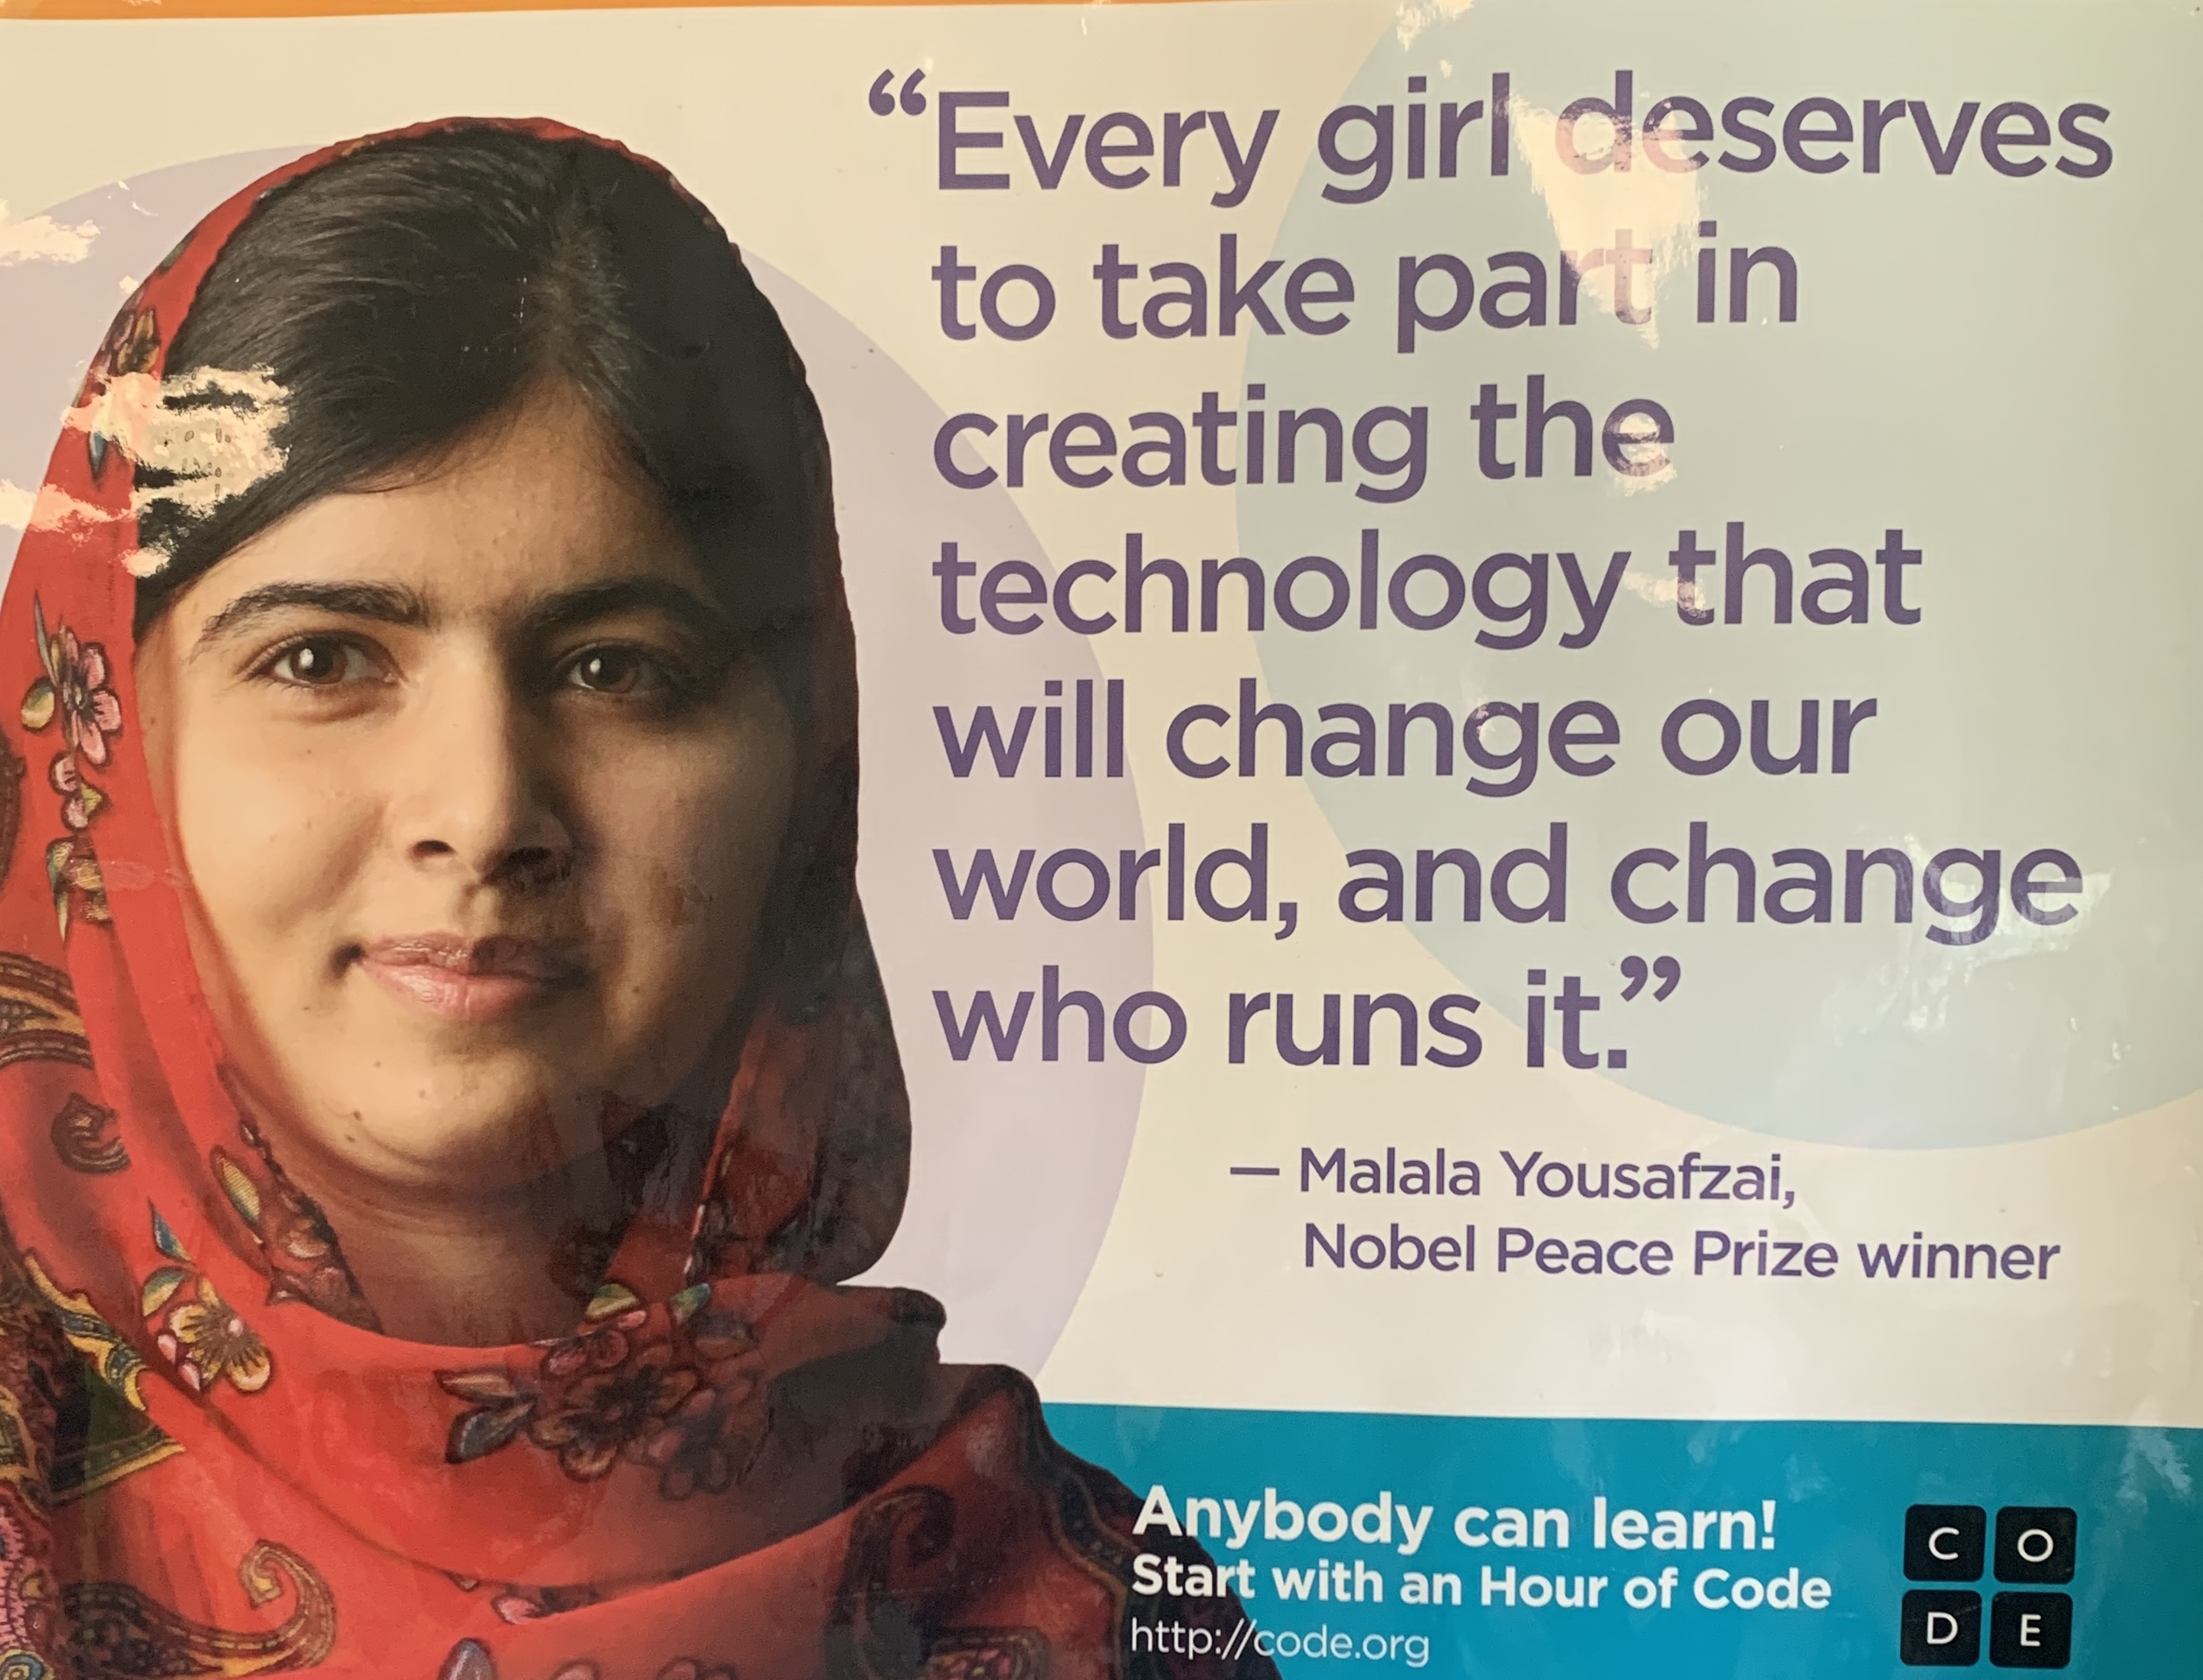 “Every girl deserves
to take part in
creating the
technology that
will change our
world, and change
who runs it.”
— Malala Yousafzai,
Nobel Peace Prize winner
Anybody can learn!
Start with an Hour of Code
http://code.org
C O
D E